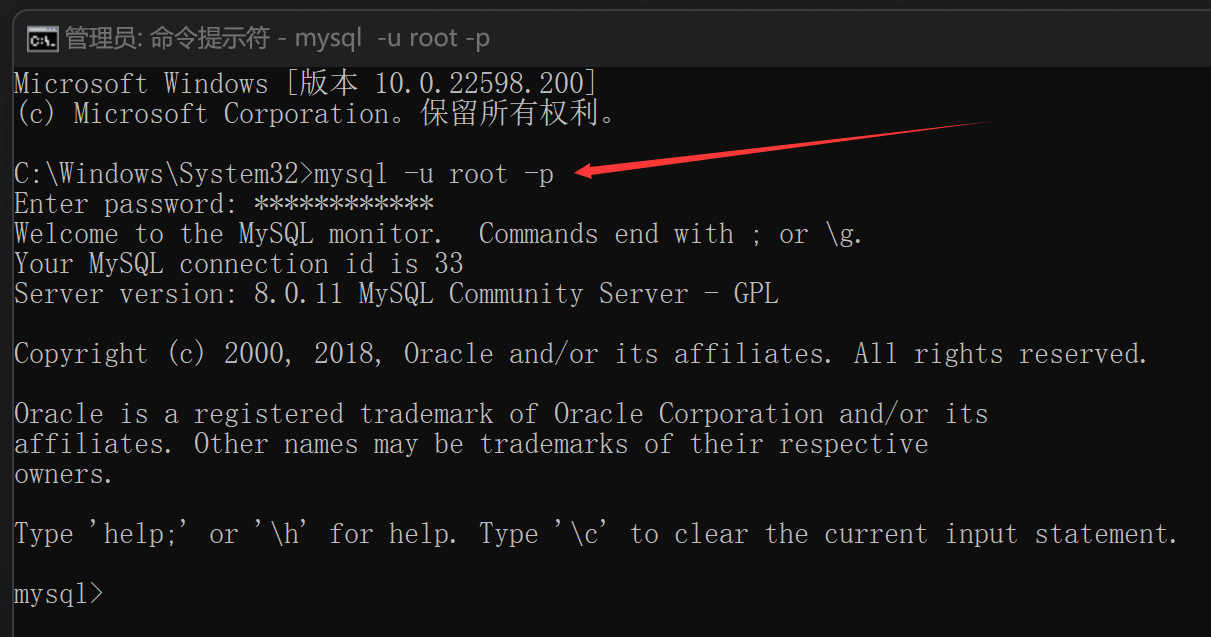 管理员: 命令提示符 - mysql  -u root -p
Microsoft Windows [版本 10.0.22598.200]
(c) Microsoft Corporation。保留所有权利。
C:\Windows\System32>mysql -u root -p
Enter password: ************
Welcome to the MySQL monitor.  Commands end with ; or \g.
Your MySQL connection id is 33
Server version: 8.0.11 MySQL Community Server - GPL
Copyright (c) 2000, 2018, Oracle and/or its affiliates. All rights reserved.
Oracle is a registered trademark of Oracle Corporation and/or its
affiliates. Other names may be trademarks of their respective
owners.
Type 'help;' or '\h' for help. Type '\c' to clear the current input statement.
mysql>